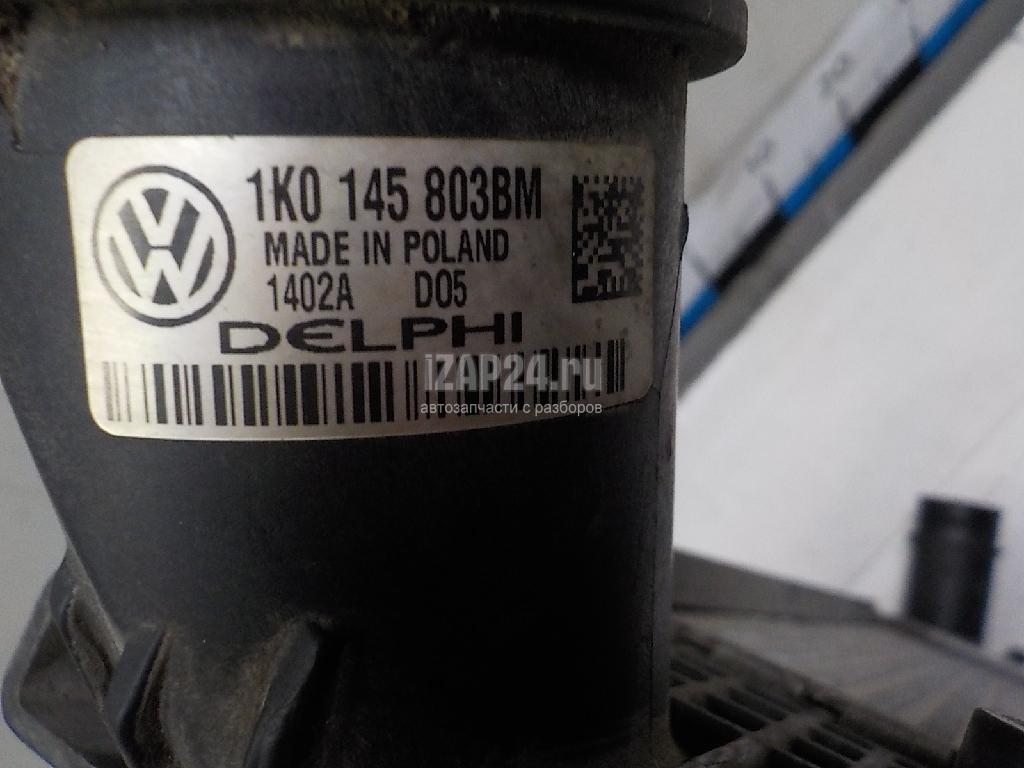 1K0 145 803BM
MADE IN POLAND
1402A D05
DELPHI
iZAP24.ru
автозапчасти с разборов